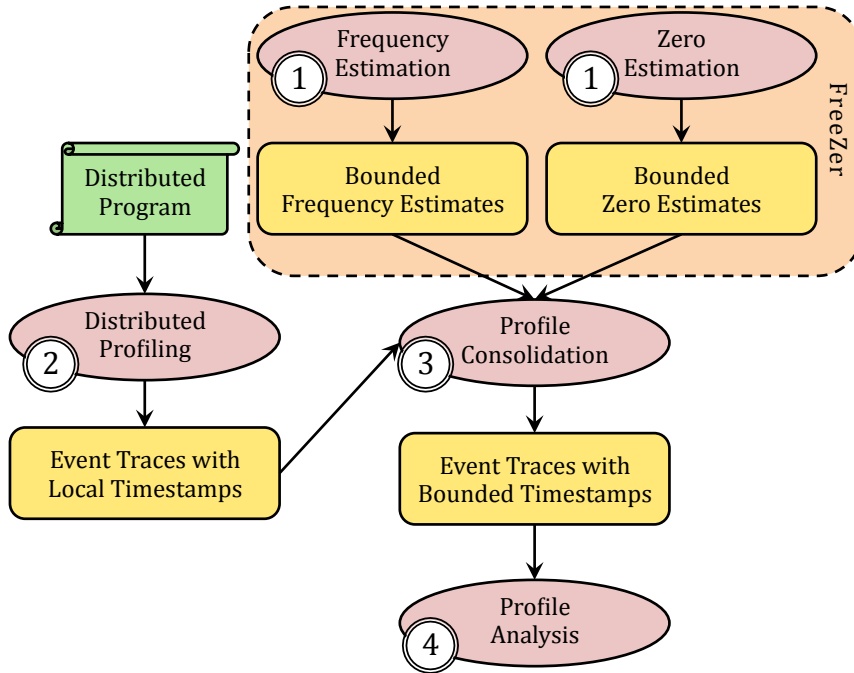 Frequency
Estimation
1
Zero
Estimation
1
FreeZer
Bounded
Frequency Estimates
Bounded
Zero Estimates
Distributed
Program
Distributed
Profiling
2
Profile
Consolidation
3
Event Traces with
Local Timestamps
Event Traces with
Bounded Timestamps
Profile
Analysis
4